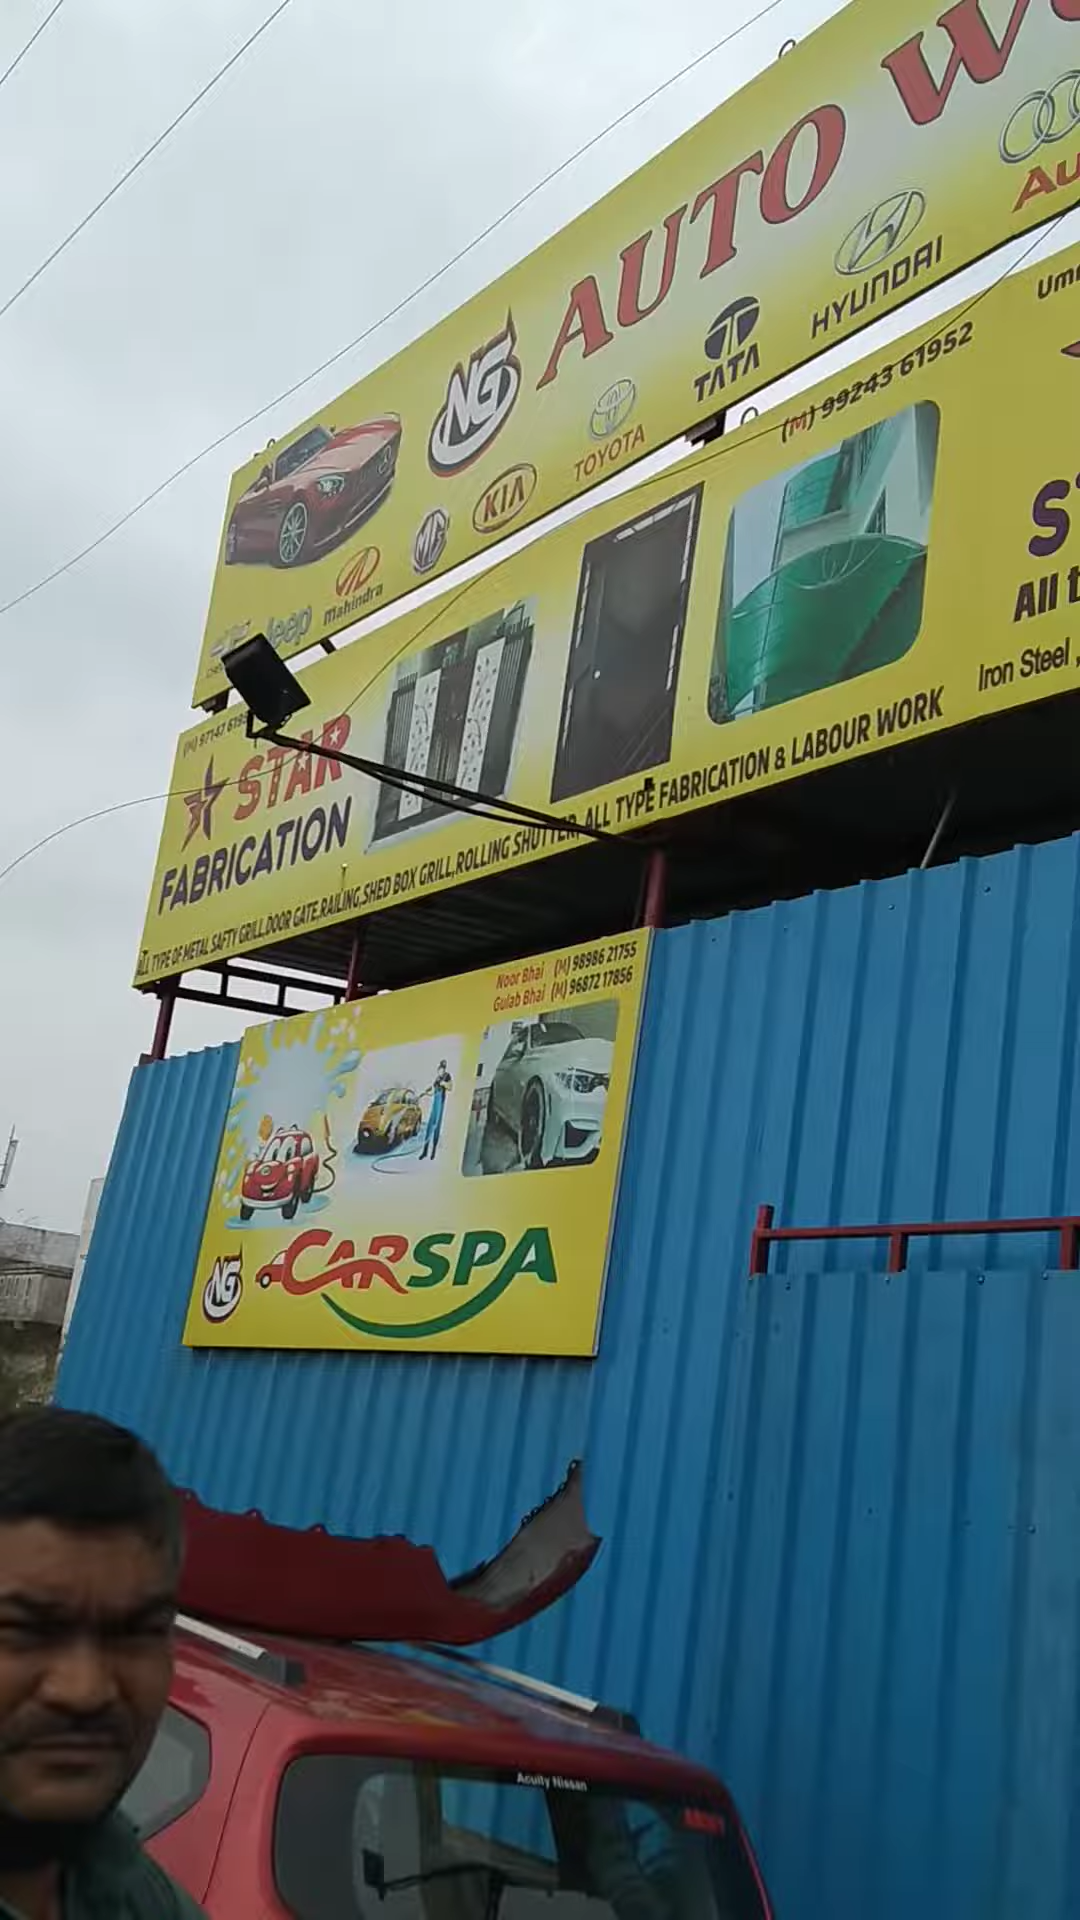 NG AUTO
AU
HYUNDAI
TATA
TOYOTA
KIA
MG
Mahindra
Jeep
(M) 99243 61952
STAR
FABRICATION
All t
Iron Steel ,
ALL TYPE OF METAL SAFTY GRILL,DOOR GATE,RAILING,SHED BOX GRILL,ROLLING SHUTTER, ALL TYPE FABRICATION & LABOUR WORK
Noor Bhai (M) 98986 21755
Gulab Bhai (M) 96872 17856
NG CARSPA
Acuity Nissan